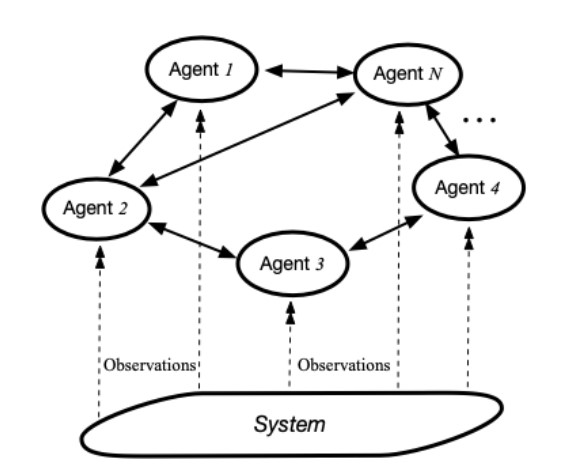 Agent 1
Agent N
...
Agent 2
Agent 4
Agent 3
Observations
Observations
System